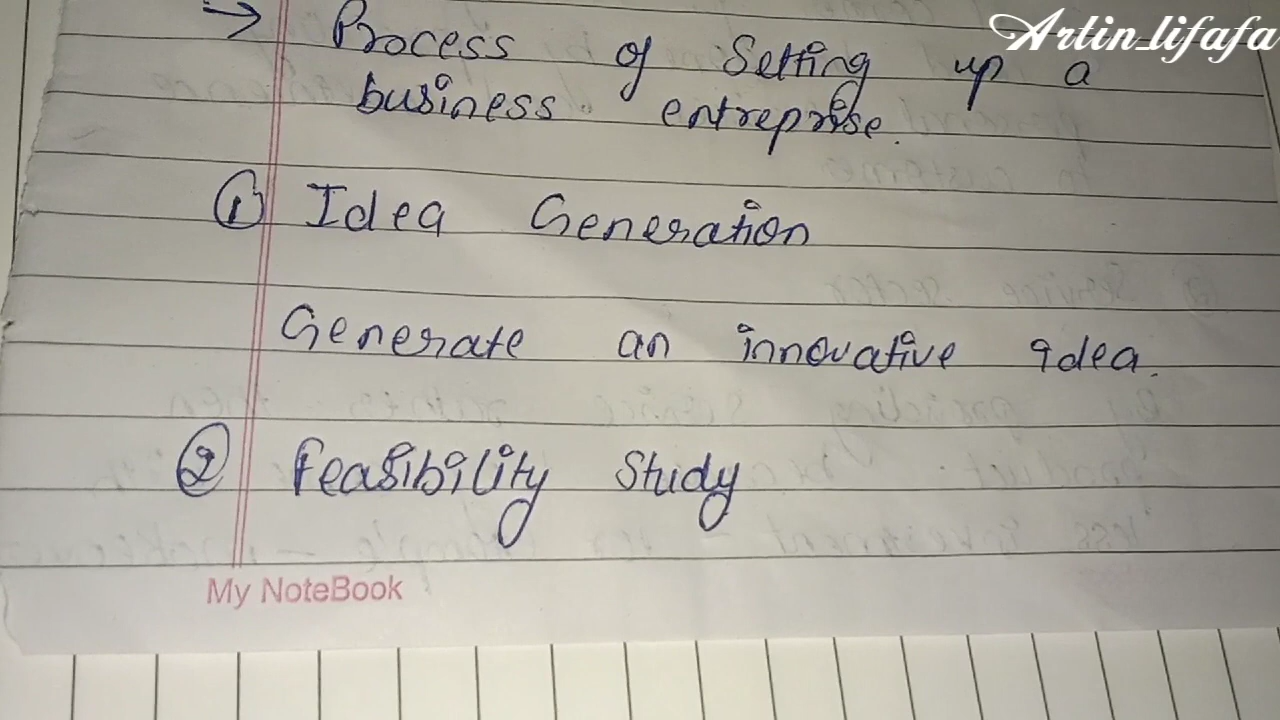 Artin_lifafa
→ Process of Setting up a
business entreprise.
① Idea Generation
Generate an innovative idea.
② Feasibility Study
My NoteBook